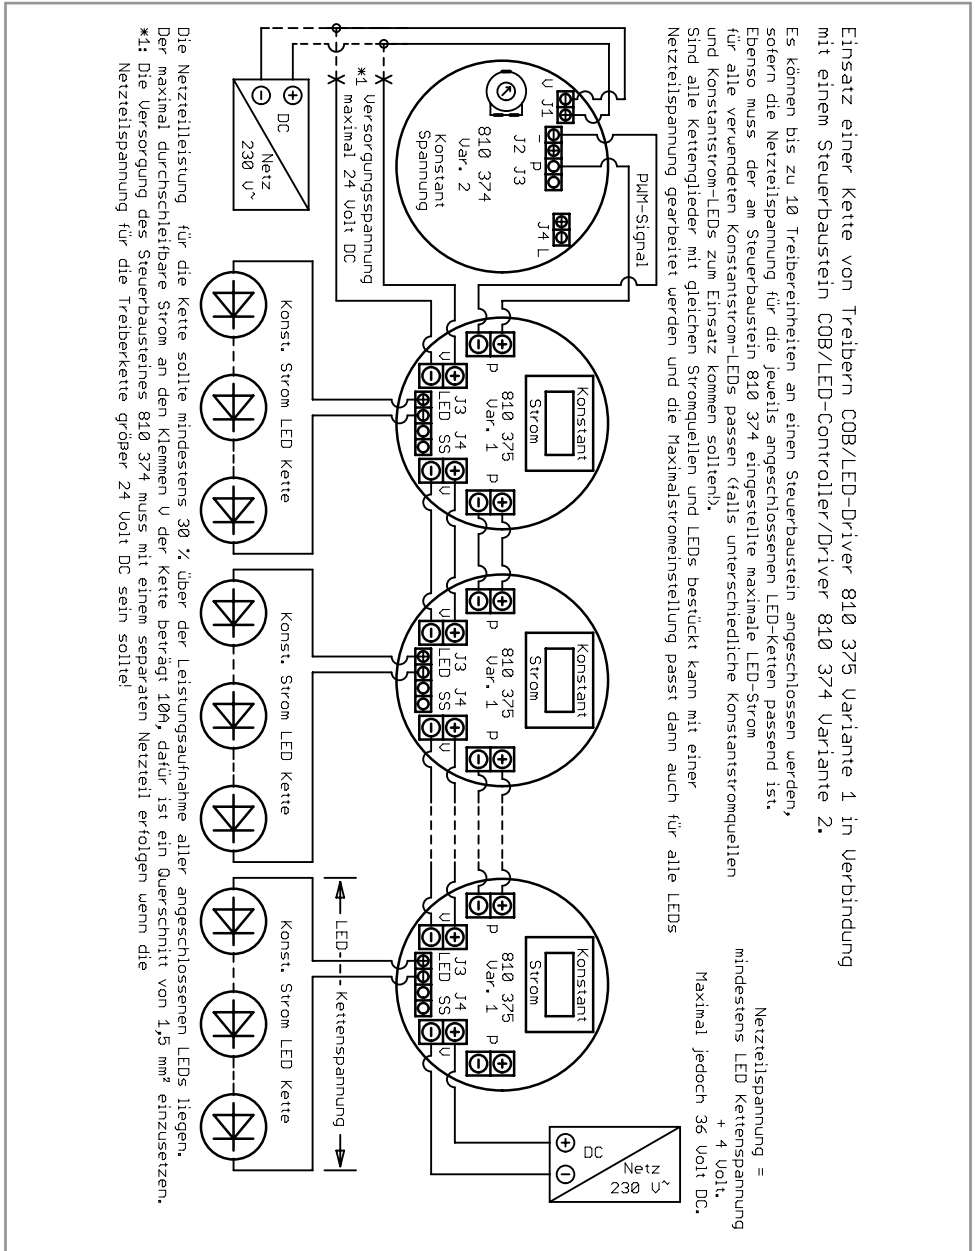 Einsatz einer Kette von Treibern COB/LED-Driver 810 375 Variante 1 in Verbindung
mit einem Steuerbaustein COB/LED-Controller/Driver 810 374 Variante 2.
Es können bis zu 10 Treibereinheiten an einen Steuerbaustein angeschlossen werden,
sofern die Netzteilspannung für die jeweils angeschlossenen LED-Ketten passend ist.
Ebenso muss der am Steuerbaustein 810 374 eingestellte maximale LED-Strom
für alle verwendeten Konstantstrom-LEDs passen (falls unterschiedliche Konstantstromquellen
und Konstantstrom-LEDs zum Einsatz kommen sollten!).
Sind alle Kettenglieder mit gleichen Stromquellen und LEDs bestückt kann mit einer
Netzteilspannung gearbeitet werden und die Maximalstromeinstellung passt dann auch für alle LEDs
Netzteilspannung =
mindestens LED Kettenspannung
+ 4 Volt.
Maximal jedoch 36 Volt DC.
PWM-Signal
V J1
- P
J2 J3
J4 L
810 374
Var. 2
Konstant
Spannung
*1 Versorgungsspannung
maximal 24 Volt DC
DC
Netz
230 V~
Konstant
Strom
P 810 375 P
Var. 1
V J3 J4 V
LED SS
Konstant
Strom
P 810 375 P
Var. 1
V J3 J4 V
LED SS
Konstant
Strom
P 810 375 P
Var. 1
V J3 J4 V
LED SS
DC
Netz
230 V~
LED-Kettenspannung
Konst. Strom LED Kette
Konst. Strom LED Kette
Konst. Strom LED Kette
Die Netzteilleistung für die Kette sollte mindestens 30 % über der Leistungsaufnahme aller angeschlossenen LEDs liegen.
Der maximal durchschleifbare Strom an den Klemmen V der Kette beträgt 10A, dafür ist ein Querschnitt von 1,5 mm² einzusetzen.
*1: Die Versorgung des Steuerbausteines 810 374 muss mit einem separaten Netzteil erfolgen wenn die
Netzteilspannung für die Treiberkette größer 24 Volt DC sein sollte!